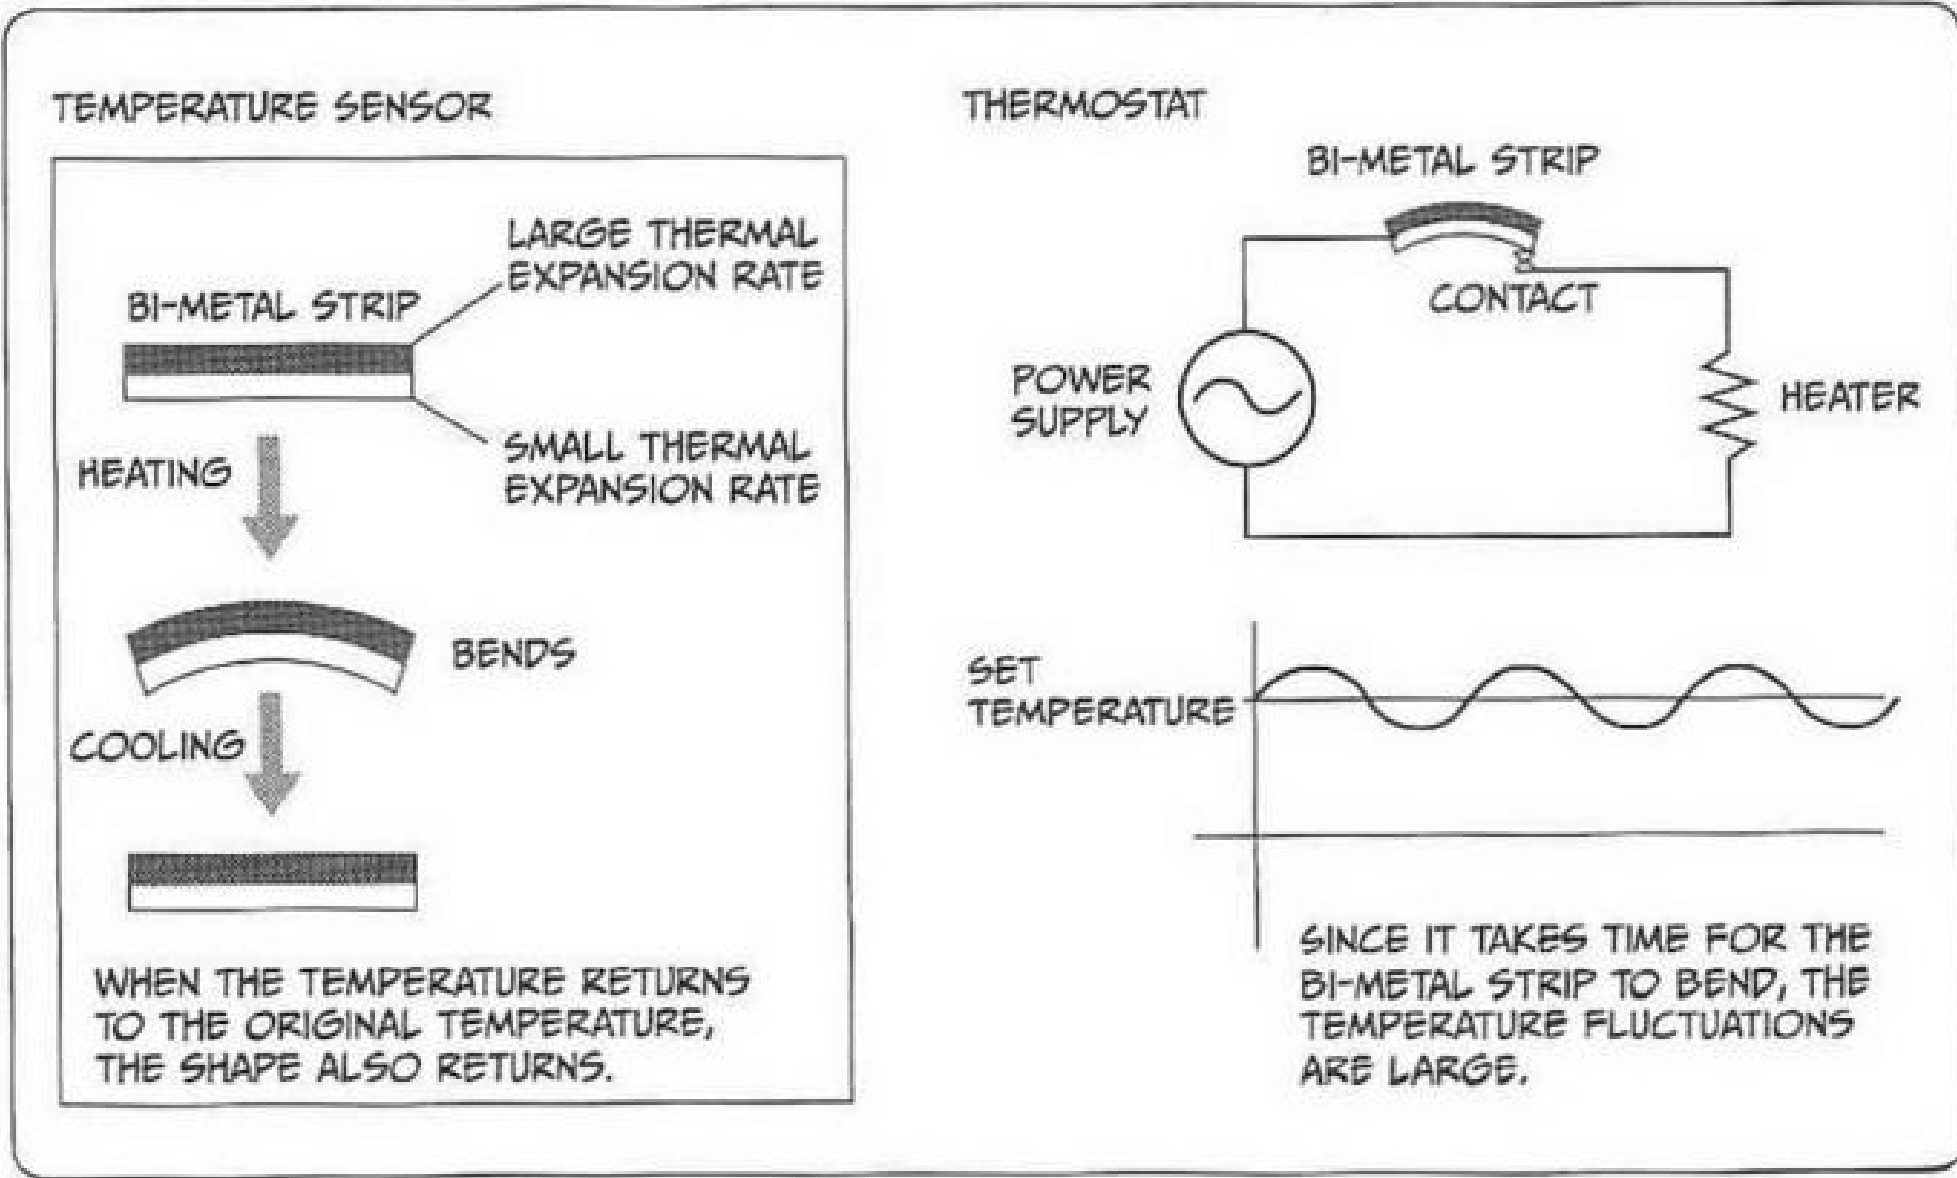 TEMPERATURE SENSOR
LARGE THERMAL
EXPANSION RATE
BI-METAL STRIP
SMALL THERMAL
EXPANSION RATE
HEATING
BENDS
COOLING
WHEN THE TEMPERATURE RETURNS
TO THE ORIGINAL TEMPERATURE,
THE SHAPE ALSO RETURNS.
THERMOSTAT
BI-METAL STRIP
CONTACT
POWER
SUPPLY
HEATER
SET
TEMPERATURE
SINCE IT TAKES TIME FOR THE
BI-METAL STRIP TO BEND, THE
TEMPERATURE FLUCTUATIONS
ARE LARGE.